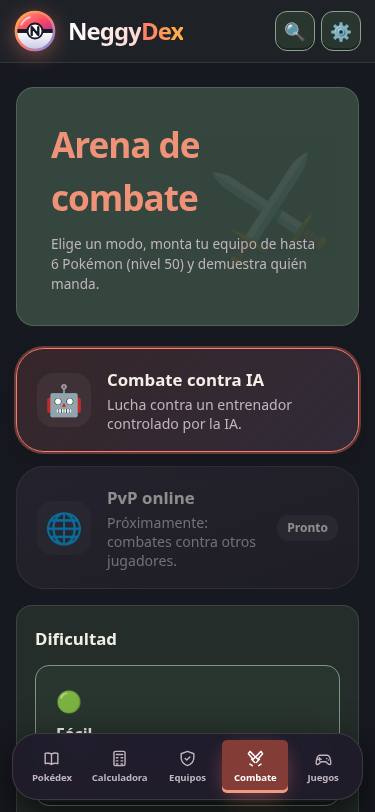 NeggyDex
Arena de
combate
Elige un modo, monta tu equipo de hasta
6 Pokémon (nivel 50) y demuestra quién
manda.
Combate contra IA
Lucha contra un entrenador
controlado por la IA.
PvP online
Próximamente:
combates contra otros
jugadores.
Pronto
Dificultad
Fácil
Pokédex
Calculadora
Equipos
Combate
Juegos